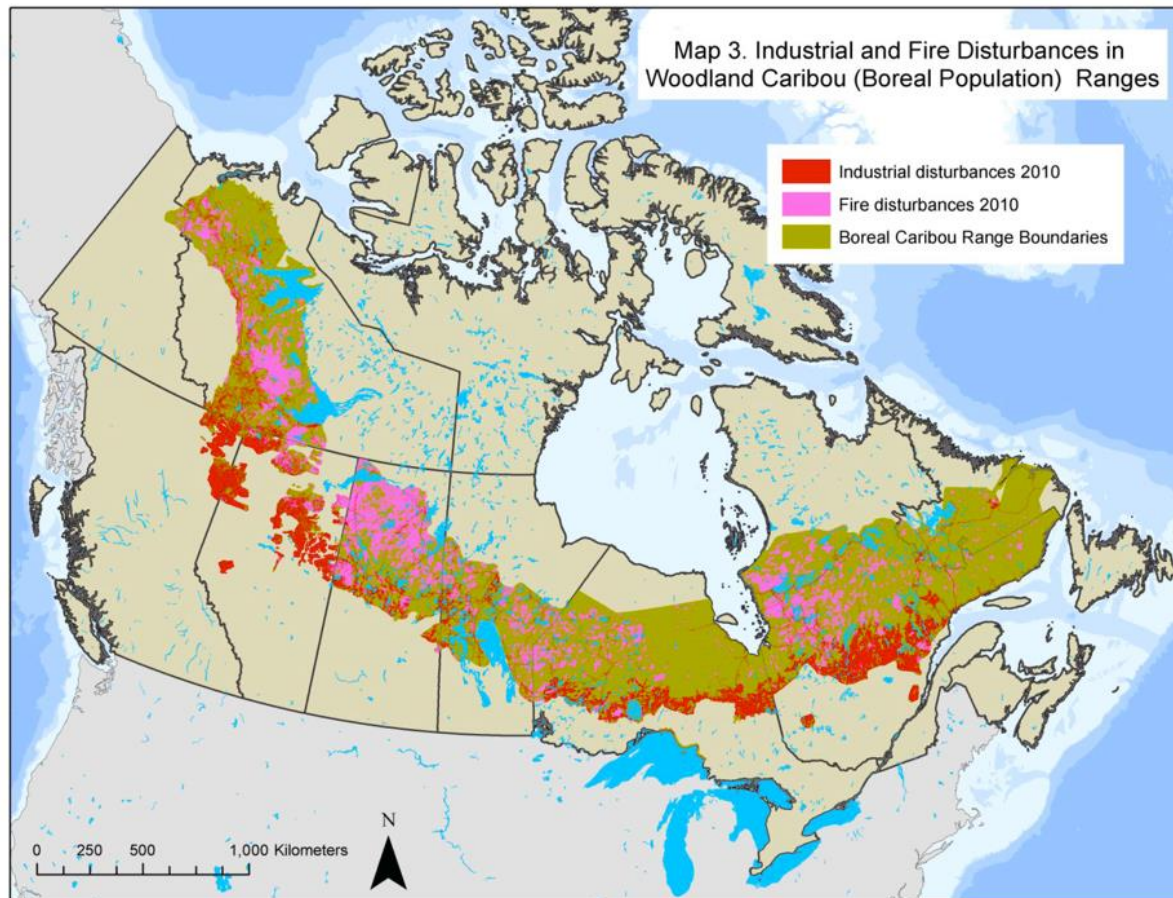 Map 3. Industrial and Fire Disturbances in
Woodland Caribou (Boreal Population) Ranges
Industrial disturbances 2010
Fire disturbances 2010
Boreal Caribou Range Boundaries
N
0 250 500 1,000 Kilometers